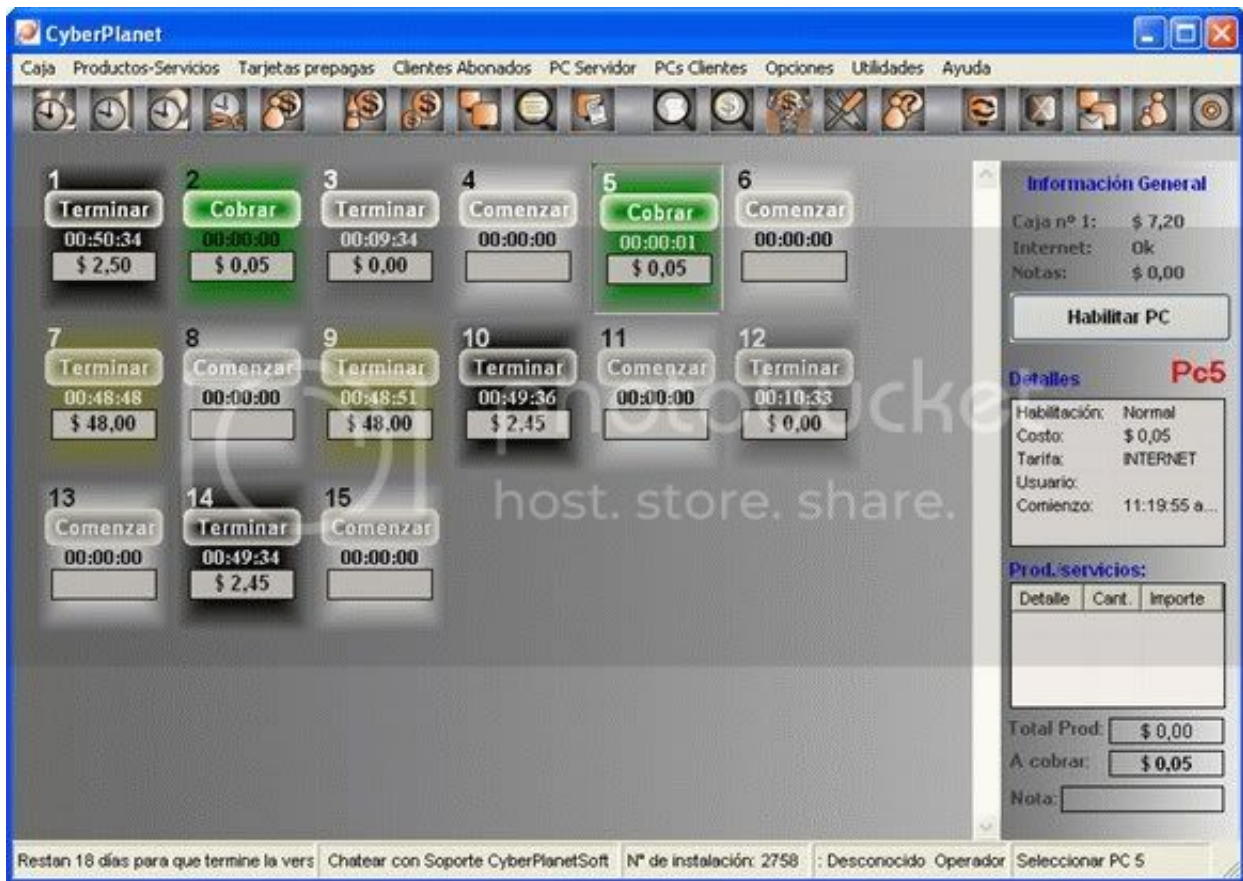 CyberPlanet
Caja Productos-Servicios Tarjetas prepagas Clientes Abonados PC Servidor PCs Clientes Opciones Utilidades Ayuda
1 2 3 4 5 6
Terminar Cobrar Terminar Comenzar Cobrar Comenzar
00:50:34 00:00:00 00:09:34 00:00:00 00:00:01 00:00:00
$ 2,50 $ 0,05 $ 0,00 $ 0,05
7 8 9 10 11 12
Terminar Comenzar Terminar Terminar Comenzar Terminar
00:48:48 00:00:00 00:48:51 00:49:36 00:00:00 00:10:33
$ 48,00 $ 48,00 $ 2,45 $ 0,00
13 14 15
Comenzar Terminar Comenzar
00:00:00 00:49:34 00:00:00
$ 2,45
photobucket
host. store. share.
Información General
Caja nº 1: $ 7,20
Internet: Ok
Notas: $ 0,00
Habilitar PC
Detalles Pc5
Habilitación: Normal
Costo: $ 0,05
Tarifa: INTERNET
Usuario:
Comienzo: 11:19:55 a...
Prod./servicios:
Detalle Cant. Importe
Total Prod: $ 0,00
A cobrar: $ 0,05
Nota:
Restan 18 días para que termine la vers Chatear con Soporte CyberPlanetSoft Nº de instalación: 2758 : Desconocido Operador Seleccionar PC 5